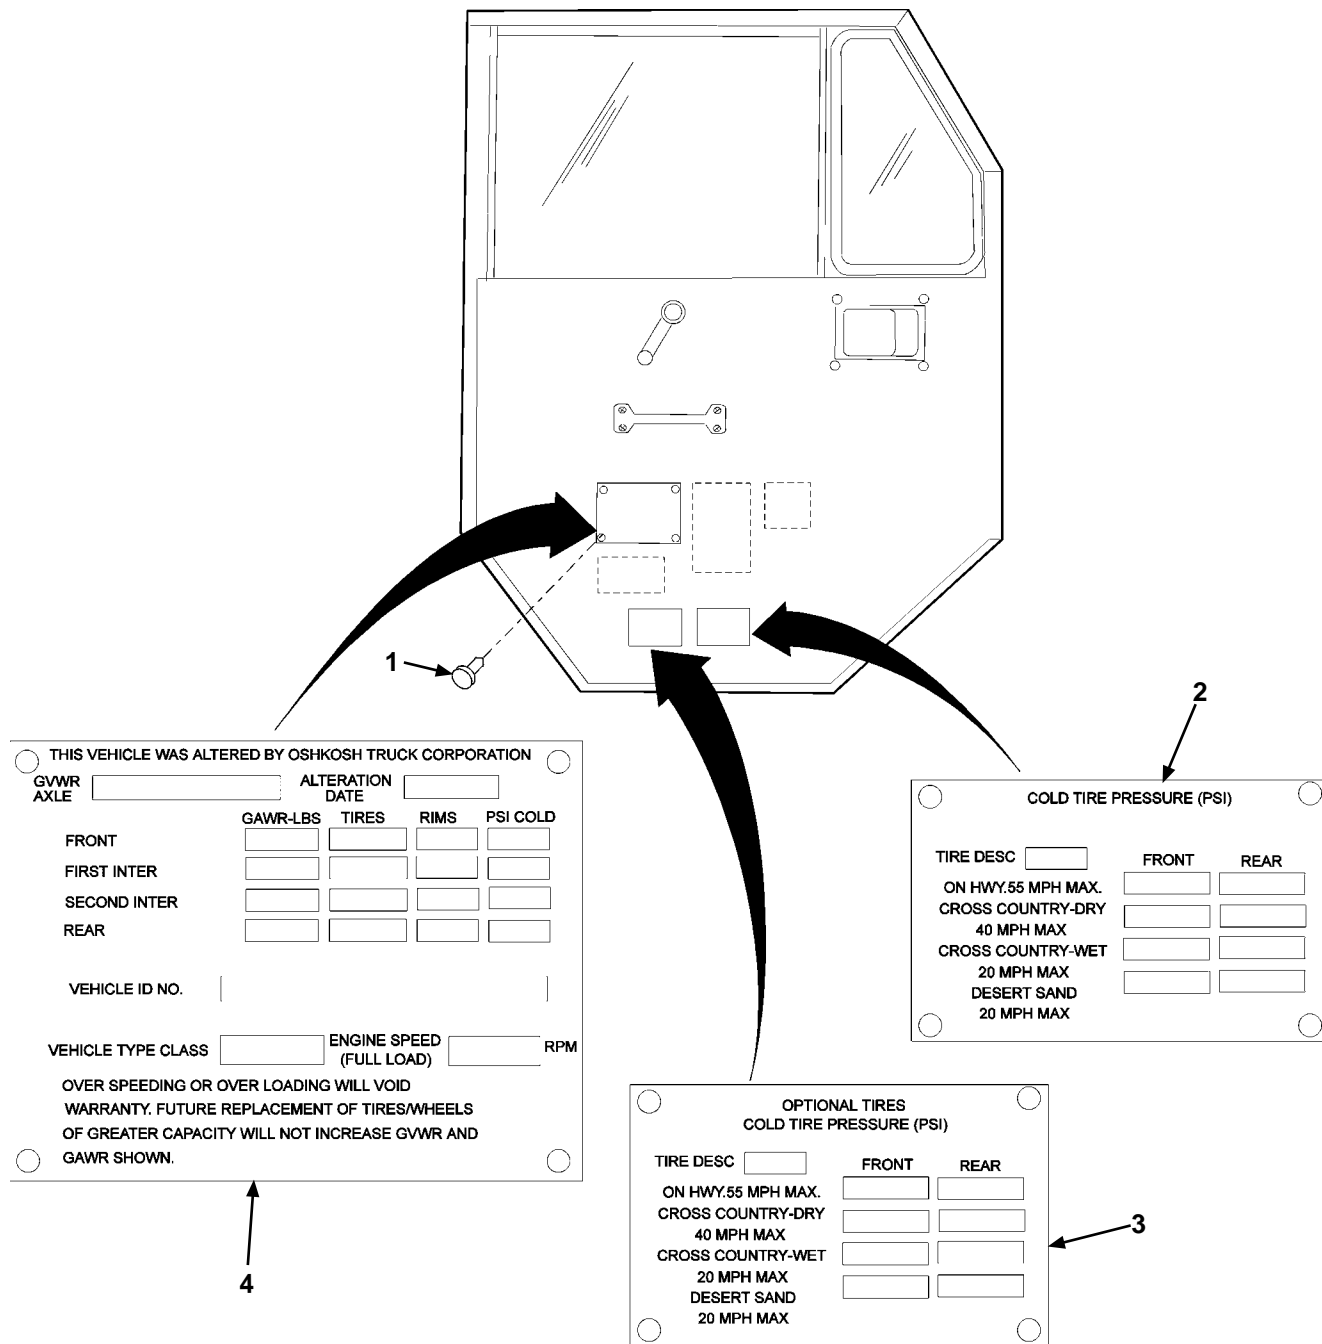 1
2
THIS VEHICLE WAS ALTERED BY OSHKOSH TRUCK CORPORATION
GVWR
AXLE
ALTERATION
DATE
GAWR-LBS TIRES RIMS PSI COLD
FRONT
FIRST INTER
SECOND INTER
REAR
VEHICLE ID NO.
VEHICLE TYPE CLASS
ENGINE SPEED
(FULL LOAD)
RPM
OVER SPEEDING OR OVER LOADING WILL VOID
WARRANTY. FUTURE REPLACEMENT OF TIRES/WHEELS
OF GREATER CAPACITY WILL NOT INCREASE GVWR AND
GAWR SHOWN.
4
COLD TIRE PRESSURE (PSI)
TIRE DESC FRONT REAR
ON HWY.55 MPH MAX.
CROSS COUNTRY-DRY
40 MPH MAX
CROSS COUNTRY-WET
20 MPH MAX
DESERT SAND
20 MPH MAX
OPTIONAL TIRES
COLD TIRE PRESSURE (PSI)
TIRE DESC FRONT REAR
ON HWY.55 MPH MAX.
CROSS COUNTRY-DRY
40 MPH MAX
CROSS COUNTRY-WET
20 MPH MAX
DESERT SAND
20 MPH MAX
3